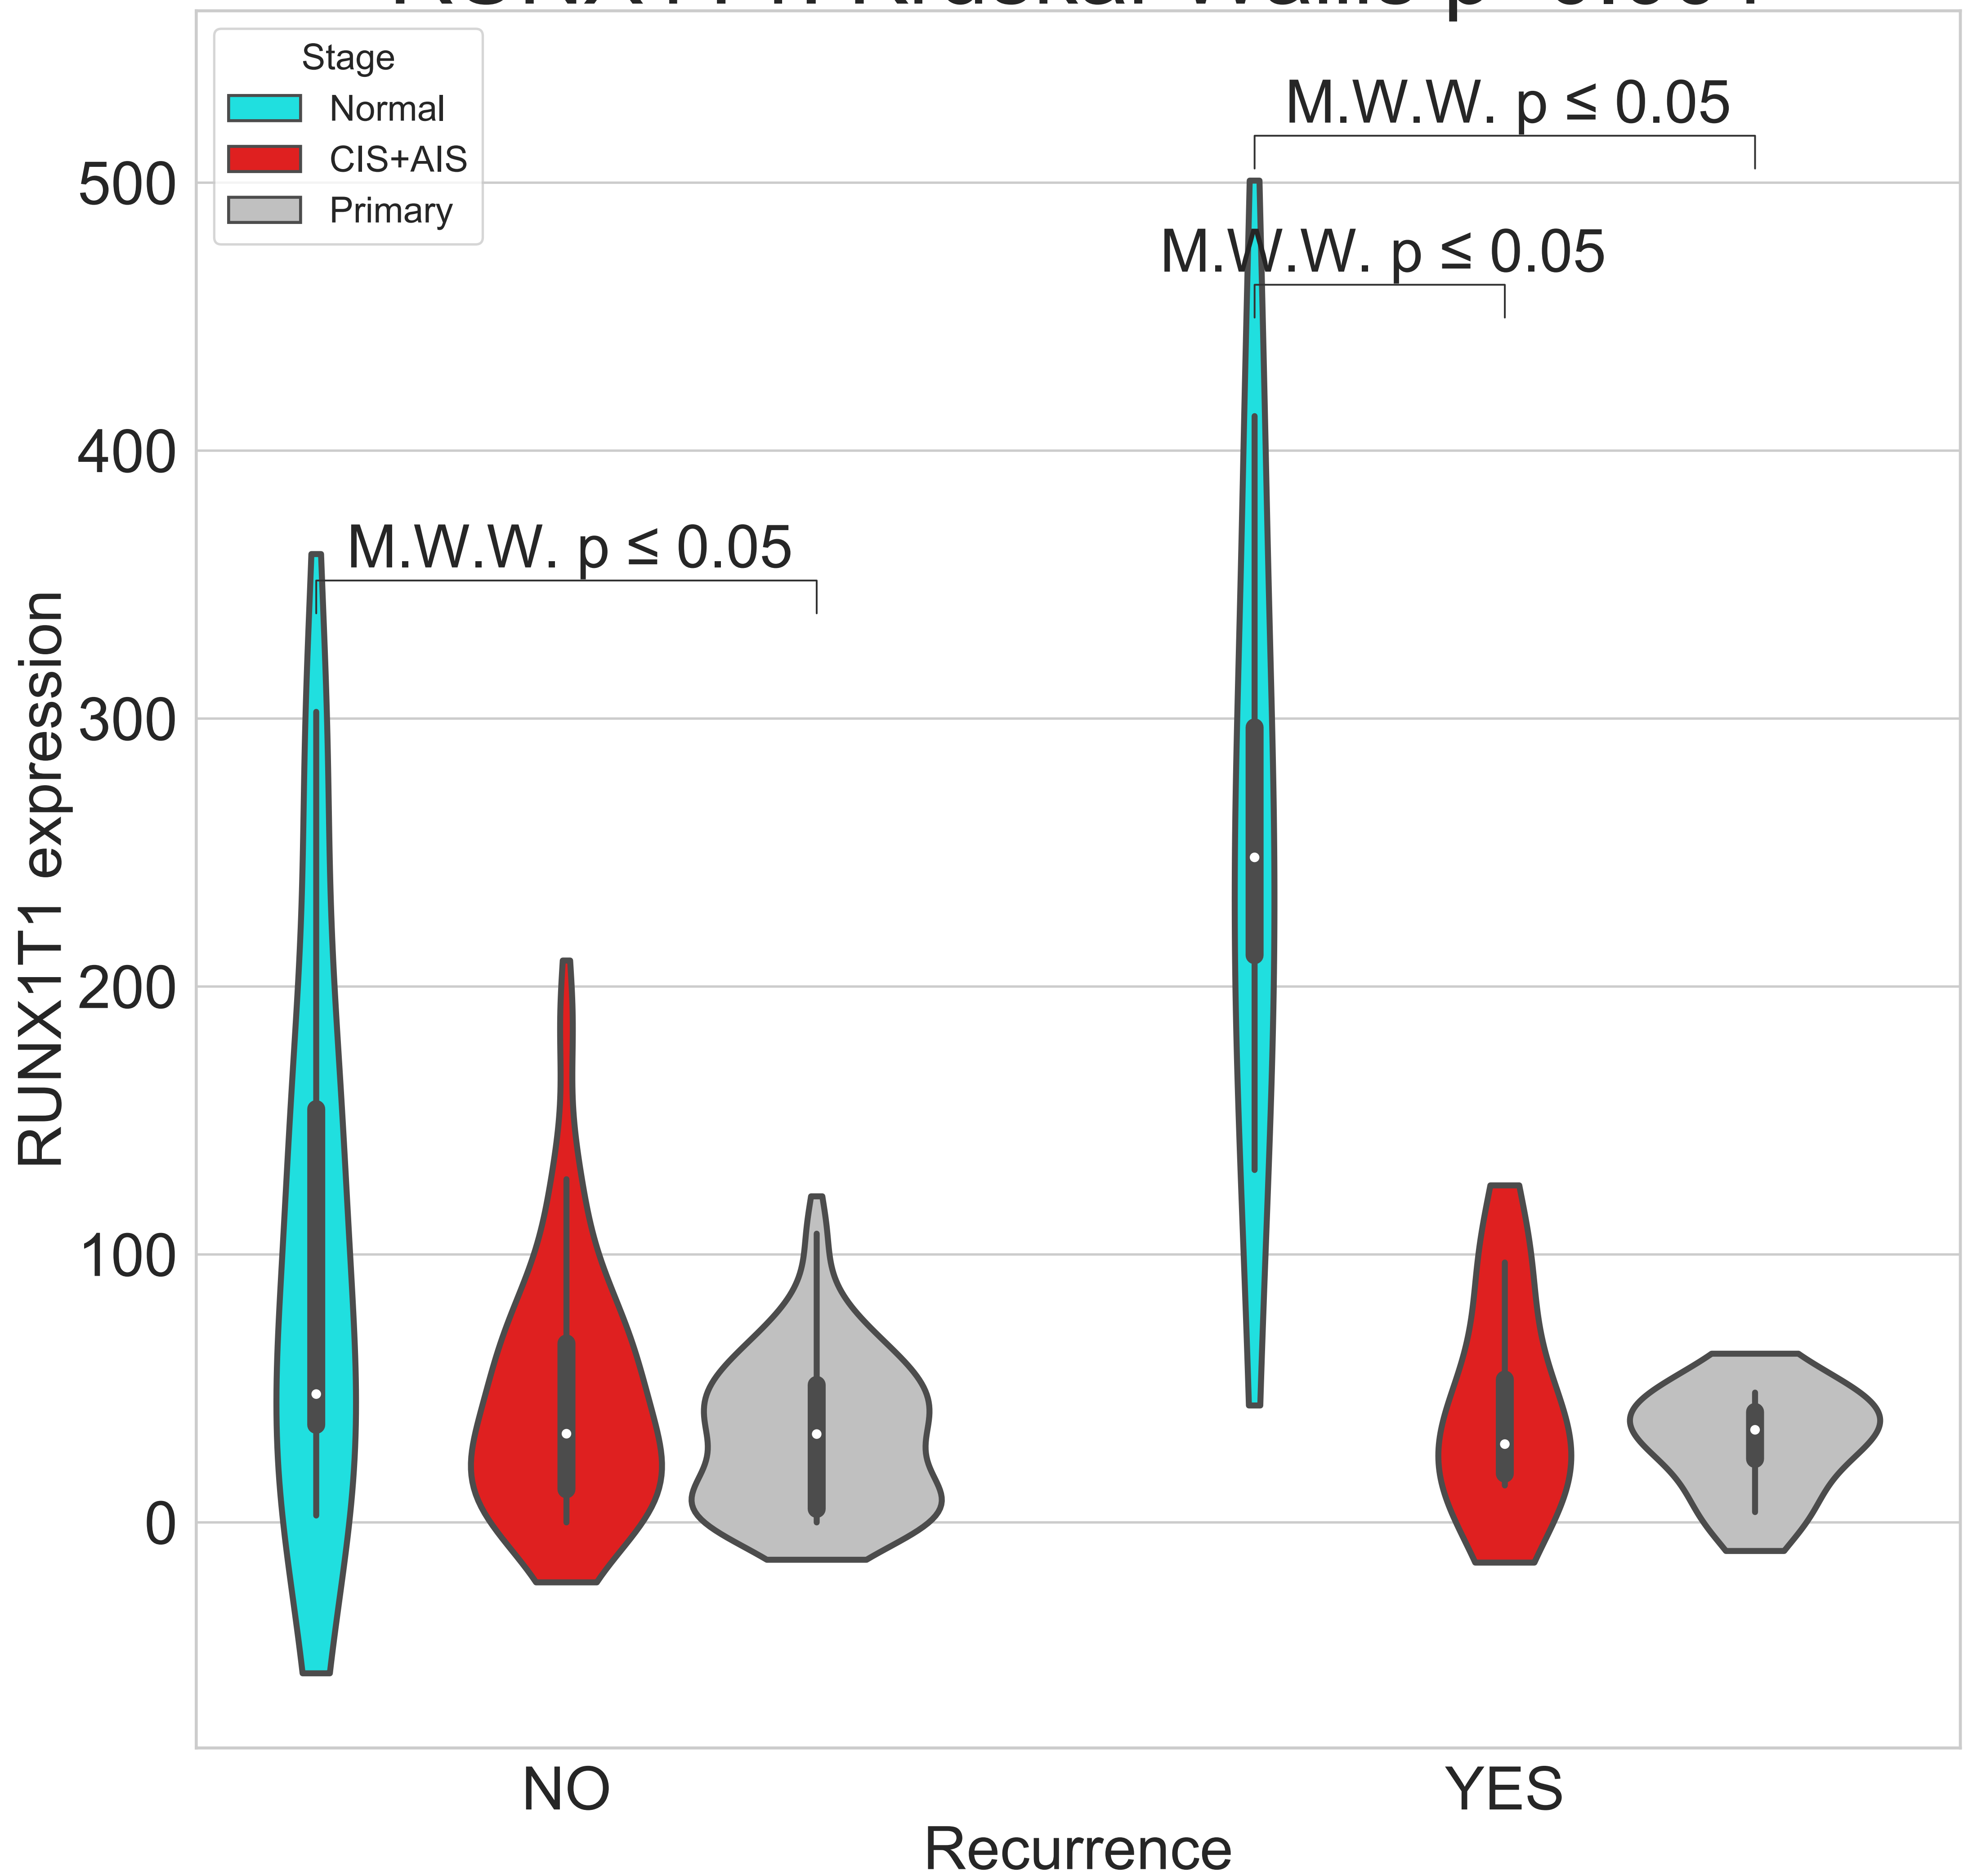 Stage
Normal
CIS+AIS
Primary
M.W.W. p ≤ 0.05
M.W.W. p ≤ 0.05
M.W.W. p ≤ 0.05
500
400
300
200
100
0
RUNX1T1 expression
NO
YES
Recurrence